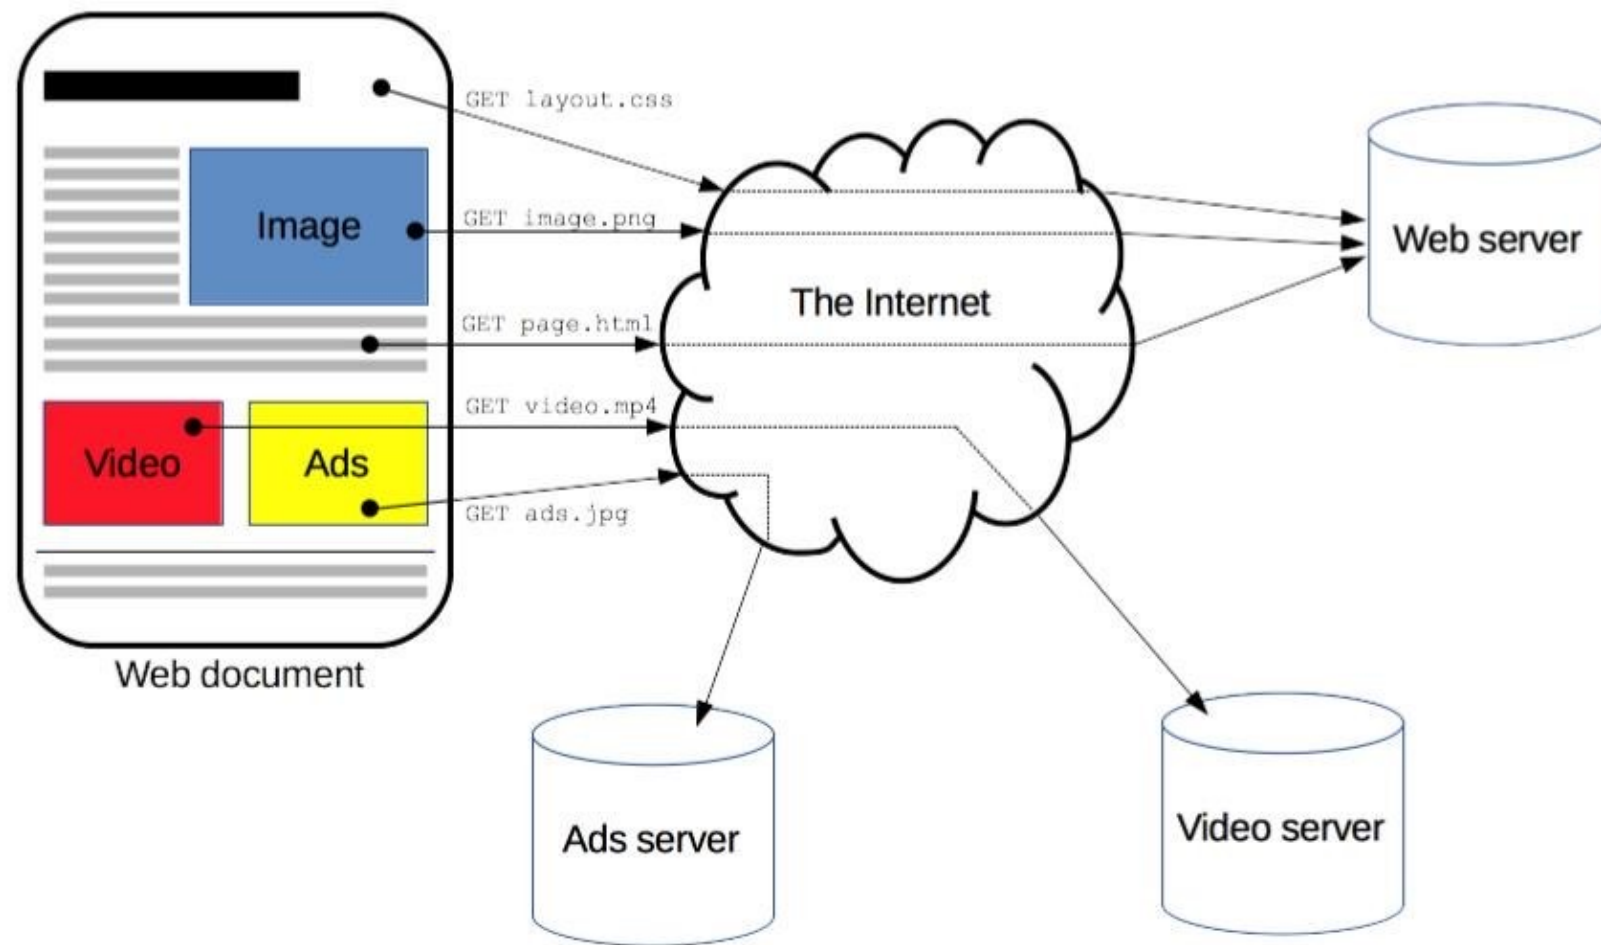 GET layout.css
Image
GET image.png
Web server
The Internet
GET page.html
GET video.mp4
Video
Ads
GET ads.jpg
Web document
Ads server
Video server